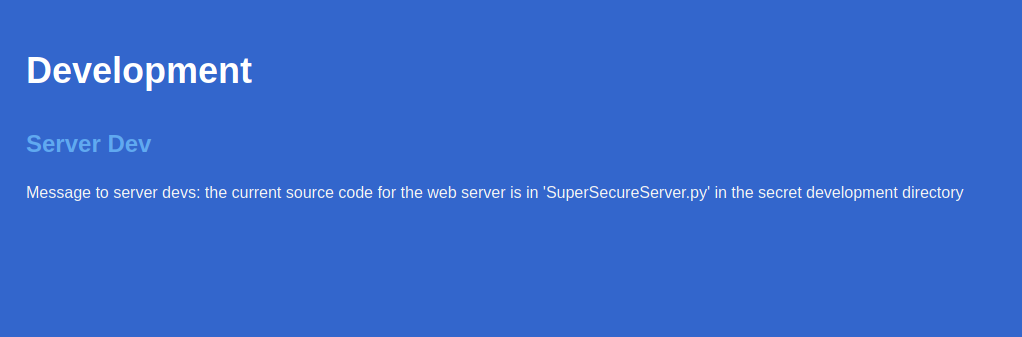 Development
Server Dev
Message to server devs: the current source code for the web server is in 'SuperSecureServer.py' in the secret development directory